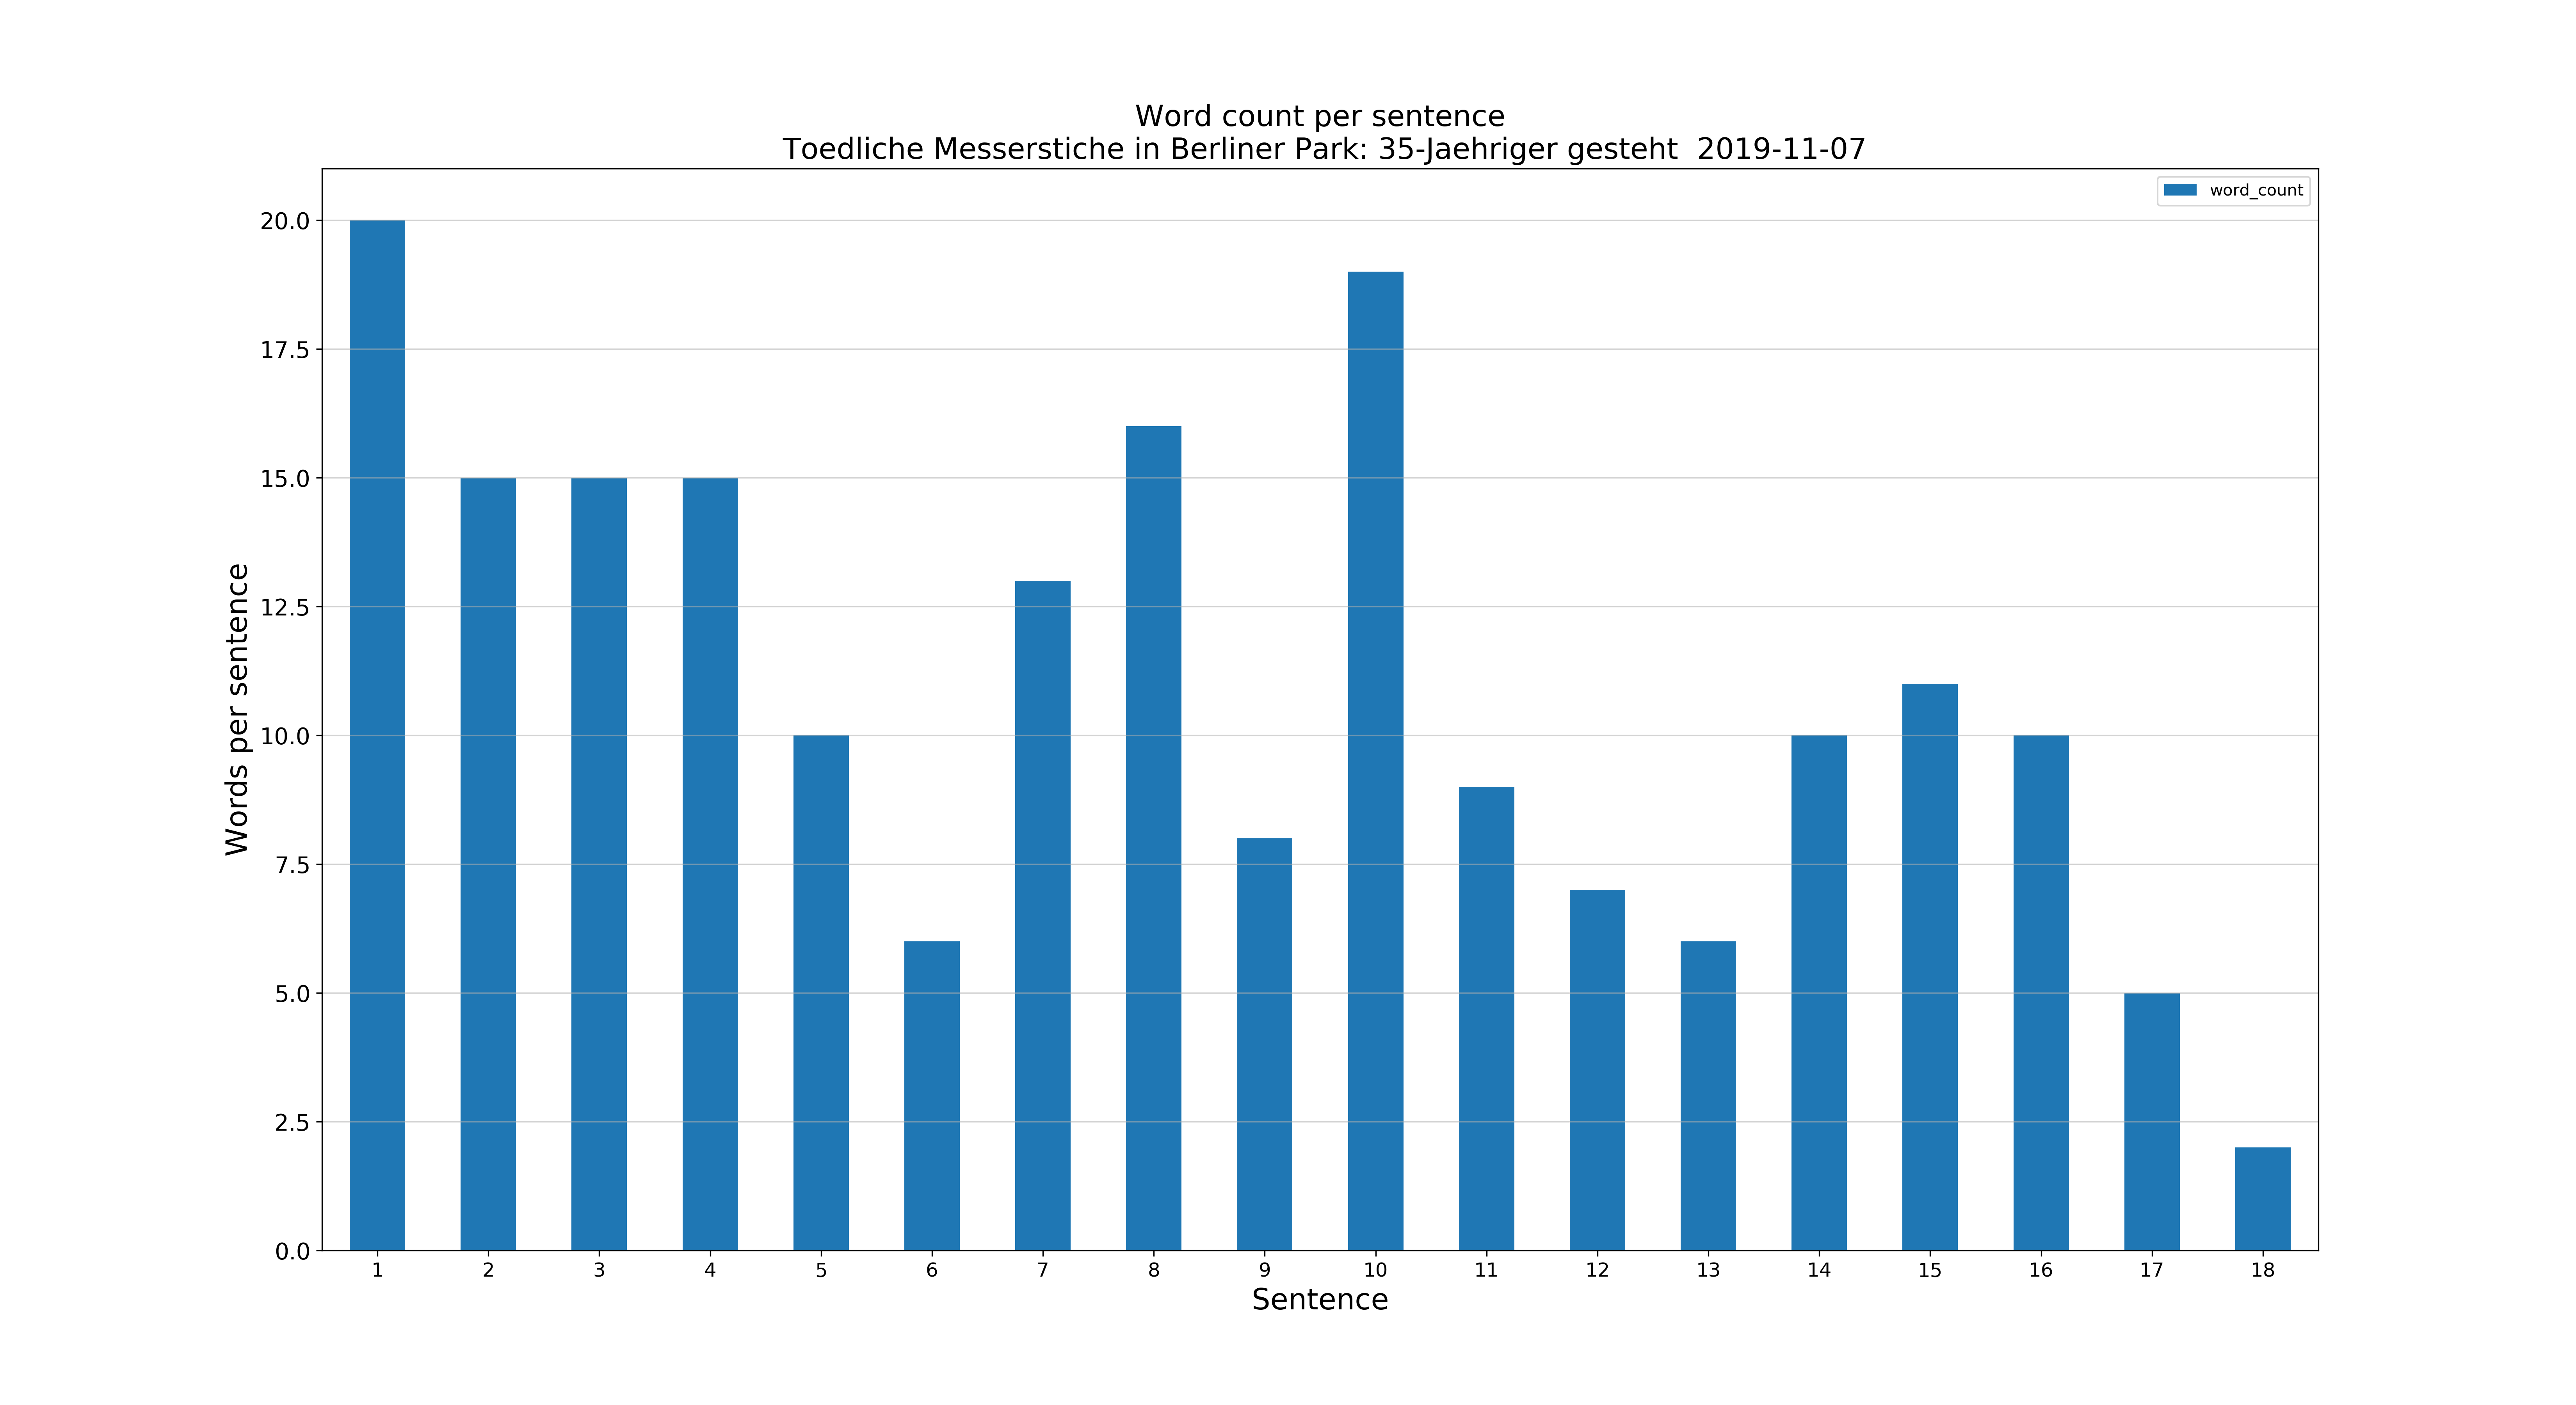 Word count per sentence
Toedliche Messerstiche in Berliner Park: 35-Jaehriger gesteht  2019-11-07
word_count
20.0
17.5
15.0
12.5
10.0
7.5
5.0
2.5
0.0
Words per sentence
1 2 3 4 5 6 7 8 9 10 11 12 13 14 15 16 17 18
Sentence